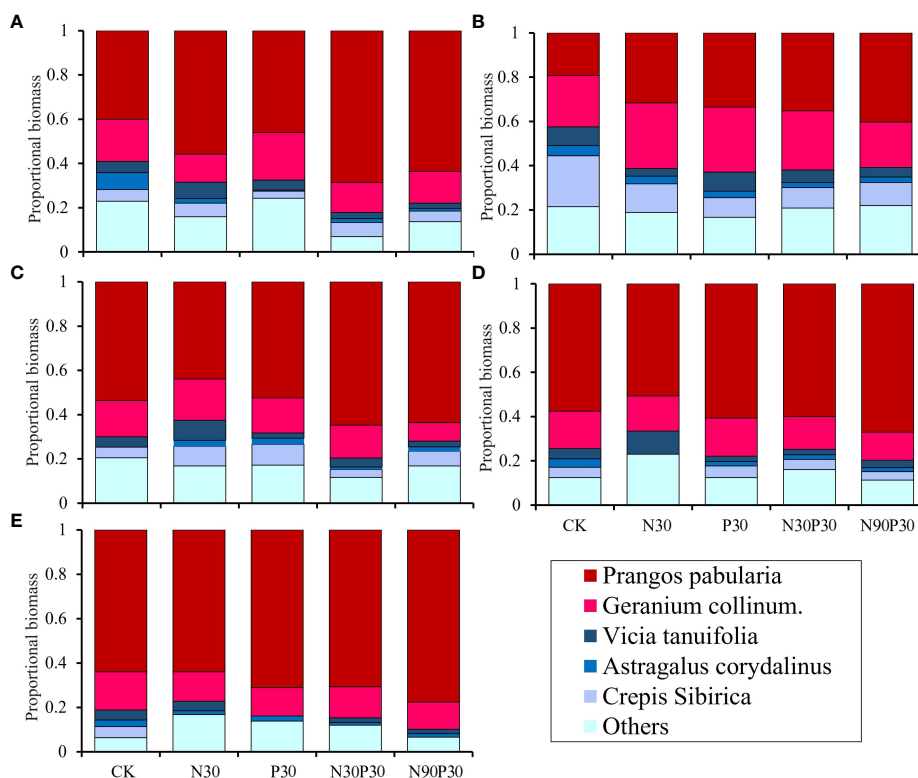 A
B
1
0.8
0.6
0.4
0.2
0
Proportional biomass
1
0.8
0.6
0.4
0.2
0
Proportional biomass
C
D
1
0.8
0.6
0.4
0.2
0
Proportional biomass
1
0.8
0.6
0.4
0.2
0
Proportional biomass
CK N30 P30 N30P30 N90P30
E
1
0.8
0.6
0.4
0.2
0
Proportional biomass
CK N30 P30 N30P30 N90P30
Prangos pabularia
Geranium collinum.
Vicia tanuifolia
Astragalus corydalinus
Crepis Sibirica
Others